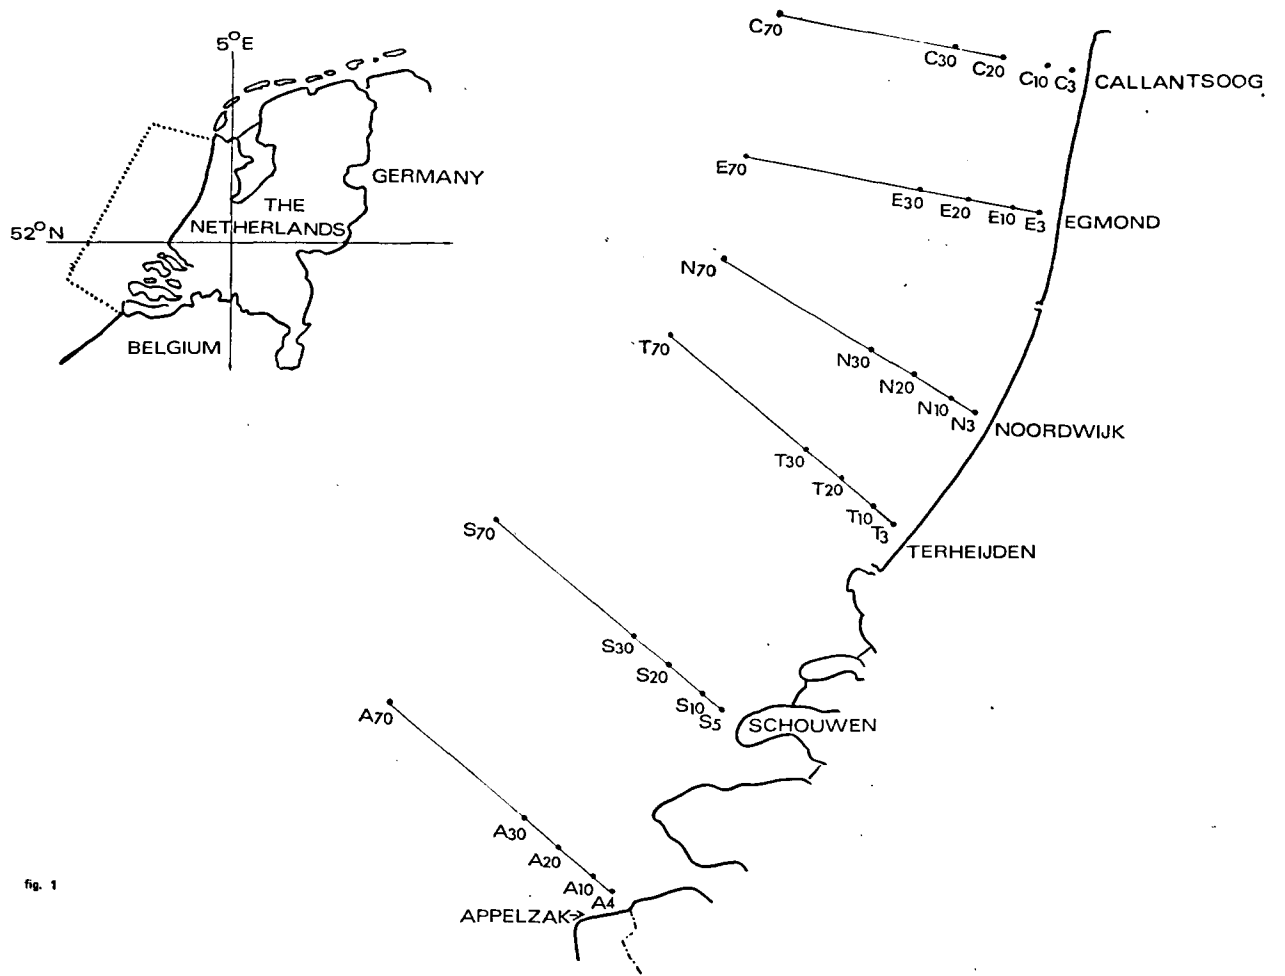 5°E
GERMANY
THE
NETHERLANDS
52°N
BELGIUM
C70
C30
C20
C10
C3
CALLANTSOOG
E70
E30
E20
E10
E3
EGMOND
N70
N30
N20
N10
N3
NOORDWIJK
T70
T30
T20
T10
T3
TERHEIJDEN
S70
S30
S20
S10
S5
SCHOUWEN
A70
A30
A20
A10
A4
APPELZAK
fig. 1